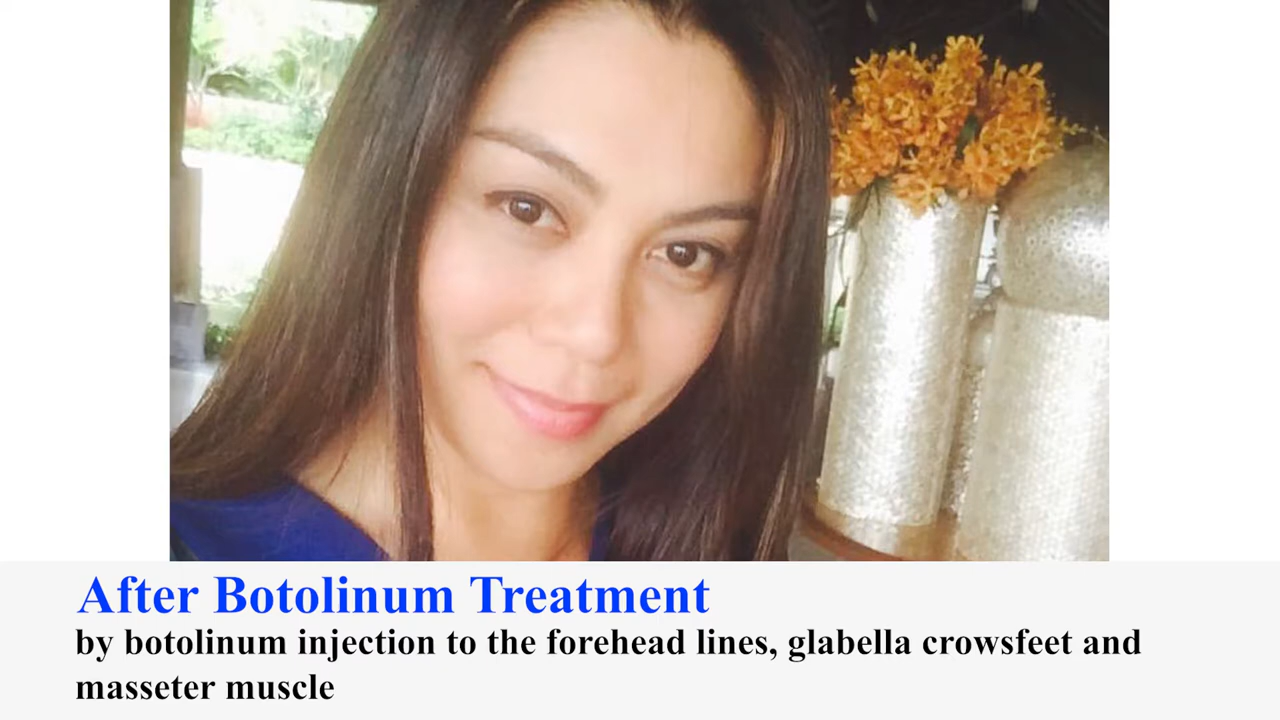 After Botolinum Treatment
by botolinum injection to the forehead lines, glabella crowsfeet and
masseter muscle